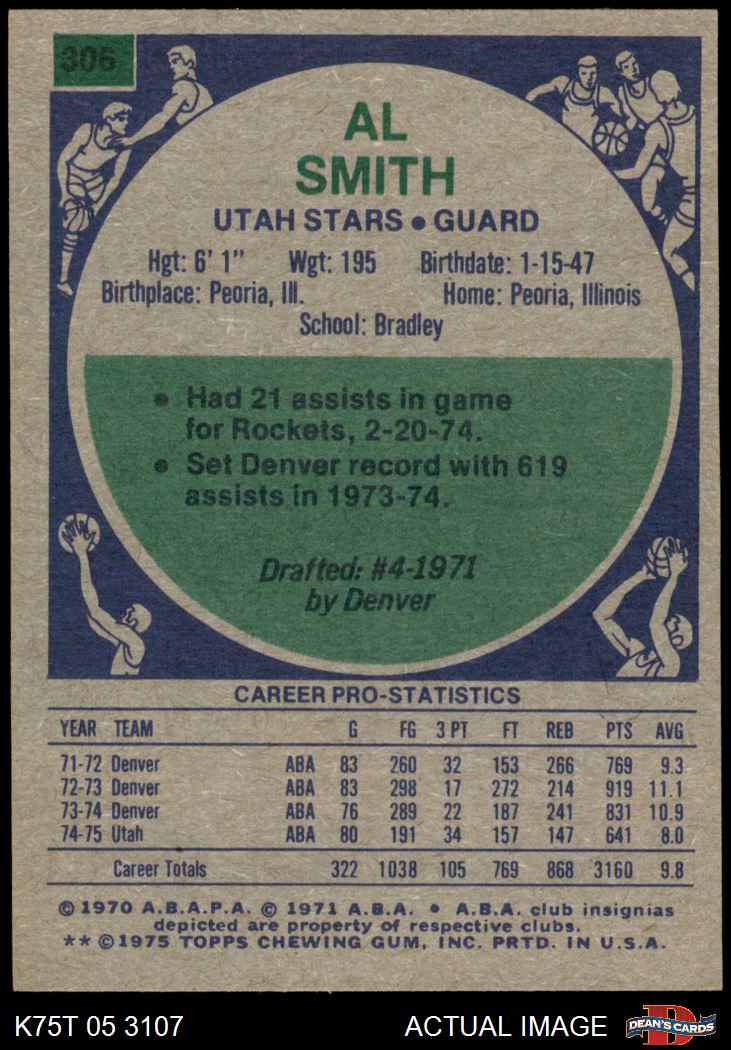 306
AL
SMITH
UTAH STARS • GUARD
Hgt: 6' 1" Wgt: 195 Birthdate: 1-15-47
Birthplace: Peoria, Ill. Home: Peoria, Illinois
School: Bradley
• Had 21 assists in game
for Rockets, 2-20-74.
• Set Denver record with 619
assists in 1973-74.
Drafted: #4-1971
by Denver
CAREER PRO-STATISTICS
YEAR TEAM G FG 3 PT FT REB PTS AVG
71-72 Denver ABA 83 260 32 153 266 769 9.3
72-73 Denver ABA 83 298 17 272 214 919 11.1
73-74 Denver ABA 76 289 22 187 241 831 10.9
74-75 Utah ABA 80 191 34 157 147 641 8.0
Career Totals 322 1038 105 769 868 3160 9.8
© 1970 A.B.A.P.A. © 1971 A.B.A. • A.B.A. club insignias
depicted are property of respective clubs.
** © 1975 TOPPS CHEWING GUM, INC. PRTD. IN U.S.A.
K75T 05 3107 ACTUAL IMAGE D DEAN'S CARDS